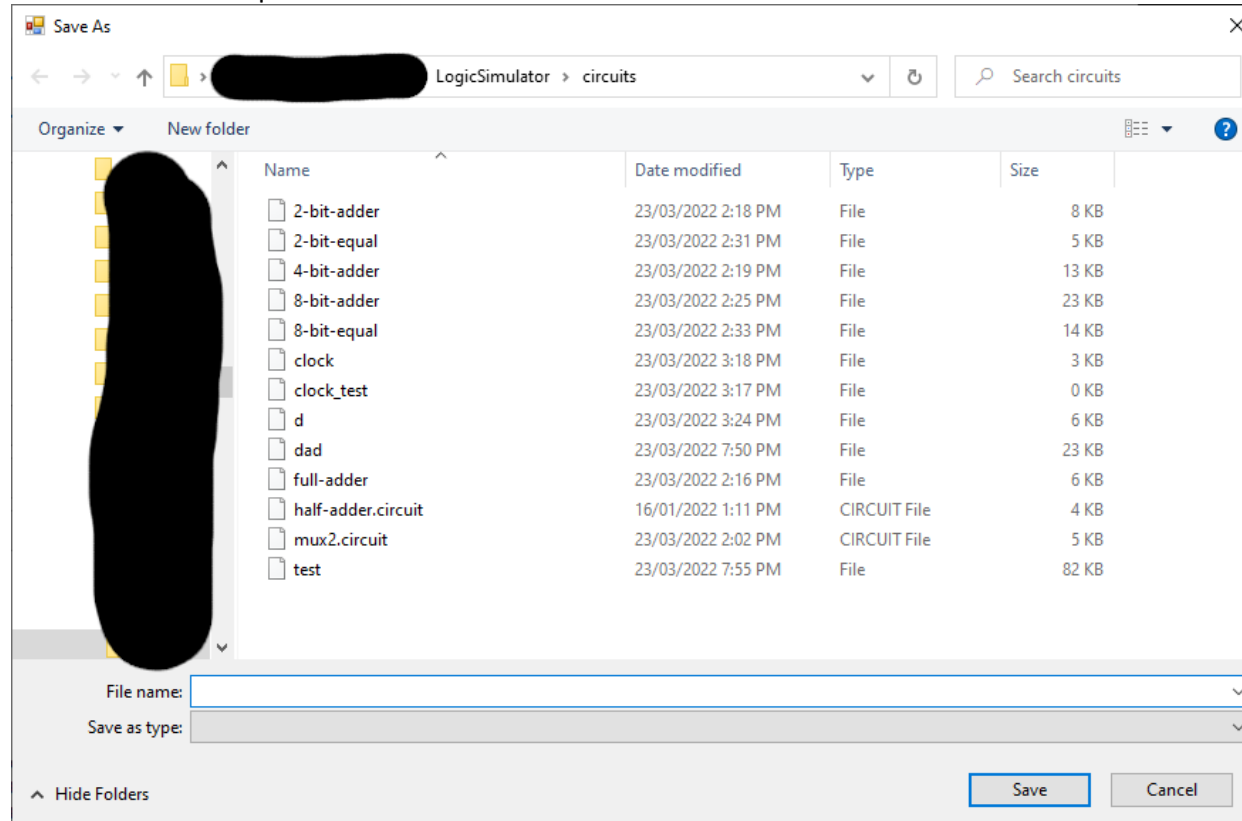 Save As
LogicSimulator › circuits Search circuits
Organize New folder
Name Date modified Type Size
2-bit-adder 23/03/2022 2:18 PM File 8 KB
2-bit-equal 23/03/2022 2:31 PM File 5 KB
4-bit-adder 23/03/2022 2:19 PM File 13 KB
8-bit-adder 23/03/2022 2:25 PM File 23 KB
8-bit-equal 23/03/2022 2:33 PM File 14 KB
clock 23/03/2022 3:18 PM File 3 KB
clock_test 23/03/2022 3:17 PM File 0 KB
d 23/03/2022 3:24 PM File 6 KB
dad 23/03/2022 7:50 PM File 23 KB
full-adder 23/03/2022 2:16 PM File 6 KB
half-adder.circuit 16/01/2022 1:11 PM CIRCUIT File 4 KB
mux2.circuit 23/03/2022 2:02 PM CIRCUIT File 5 KB
test 23/03/2022 7:55 PM File 82 KB
File name:
Save as type:
Hide Folders Save Cancel